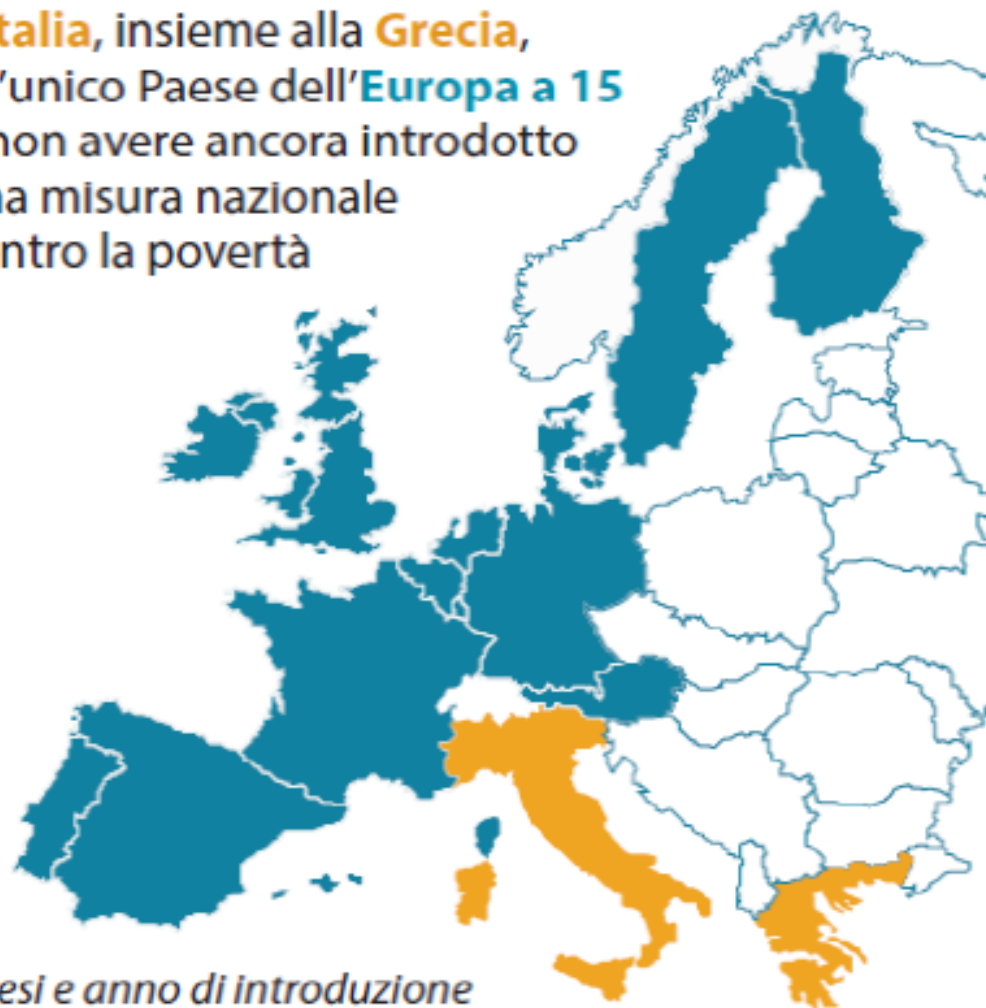 talia, insieme alla Grecia,
'unico Paese dell'Europa a 15
non avere ancora introdotto
na misura nazionale
ntro la povertà
esi e anno di introduzione